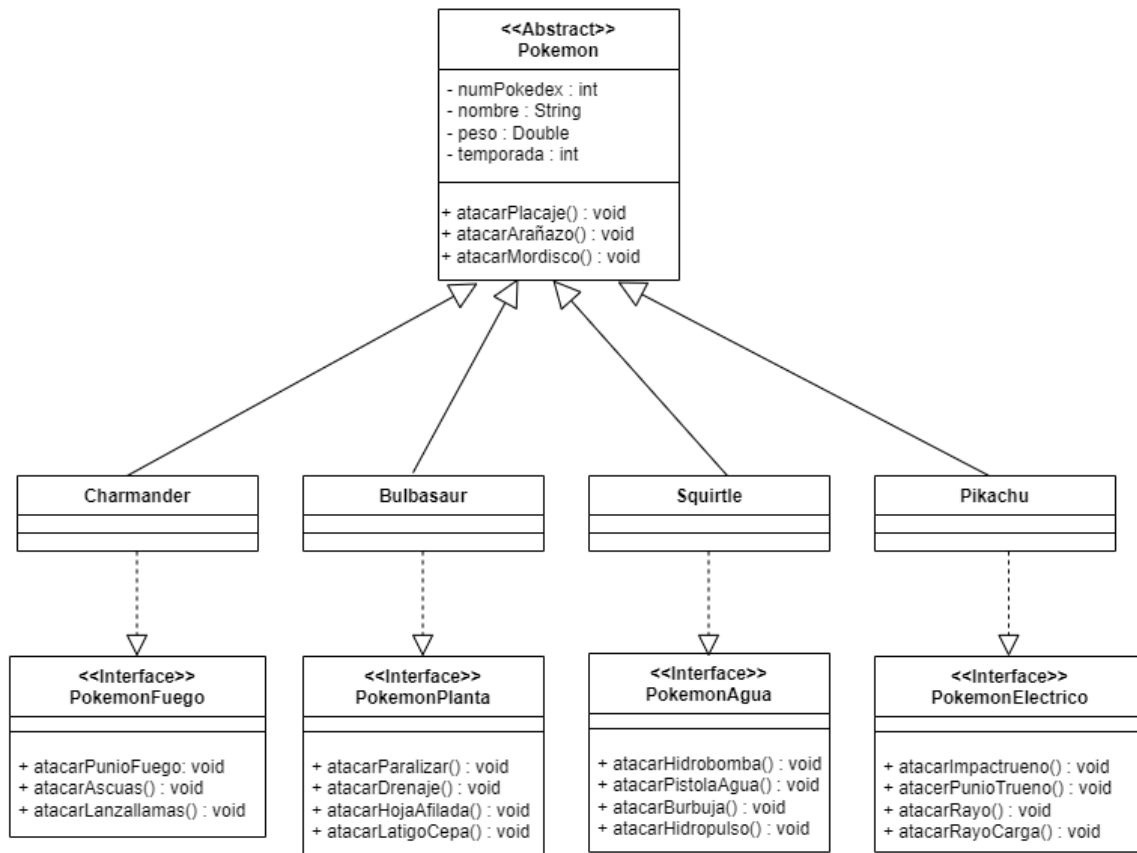 <<Abstract>>
Pokemon
- numPokedex : int
- nombre : String
- peso : Double
- temporada : int
+ atacarPlacaje() : void
+ atacarArañazo() : void
+ atacarMordisco() : void
Charmander
Bulbasaur
Squirtle
Pikachu
<<Interface>>
PokemonFuego
+ atacarPunioFuego: void
+ atacarAscuas() : void
+ atacarLanzallamas() : void
<<Interface>>
PokemonPlanta
+ atacarParalizar() : void
+ atacarDrenaje() : void
+ atacarHojaAfilada() : void
+ atacarLatigoCepa() : void
<<Interface>>
PokemonAgua
+ atacarHidrobomba() : void
+ atacarPistolaAgua() : void
+ atacarBurbuja() : void
+ atacarHidropulso() : void
<<Interface>>
PokemonElectrico
+ atacarImpactrueno() : void
+ atacerPunioTrueno() : void
+ atacarRayo() : void
+ atacarRayoCarga() : void